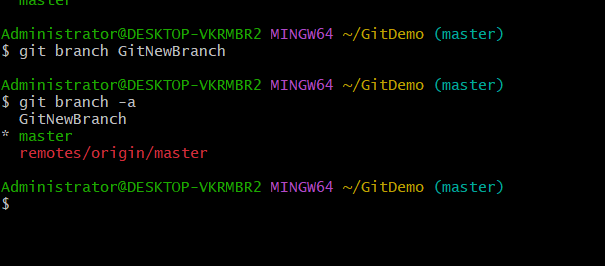 master
Administrator@DESKTOP-VKRMBR2 MINGW64 ~/GitDemo (master)
$ git branch GitNewBranch
Administrator@DESKTOP-VKRMBR2 MINGW64 ~/GitDemo (master)
$ git branch -a
GitNewBranch
* master
remotes/origin/master
Administrator@DESKTOP-VKRMBR2 MINGW64 ~/GitDemo (master)
$